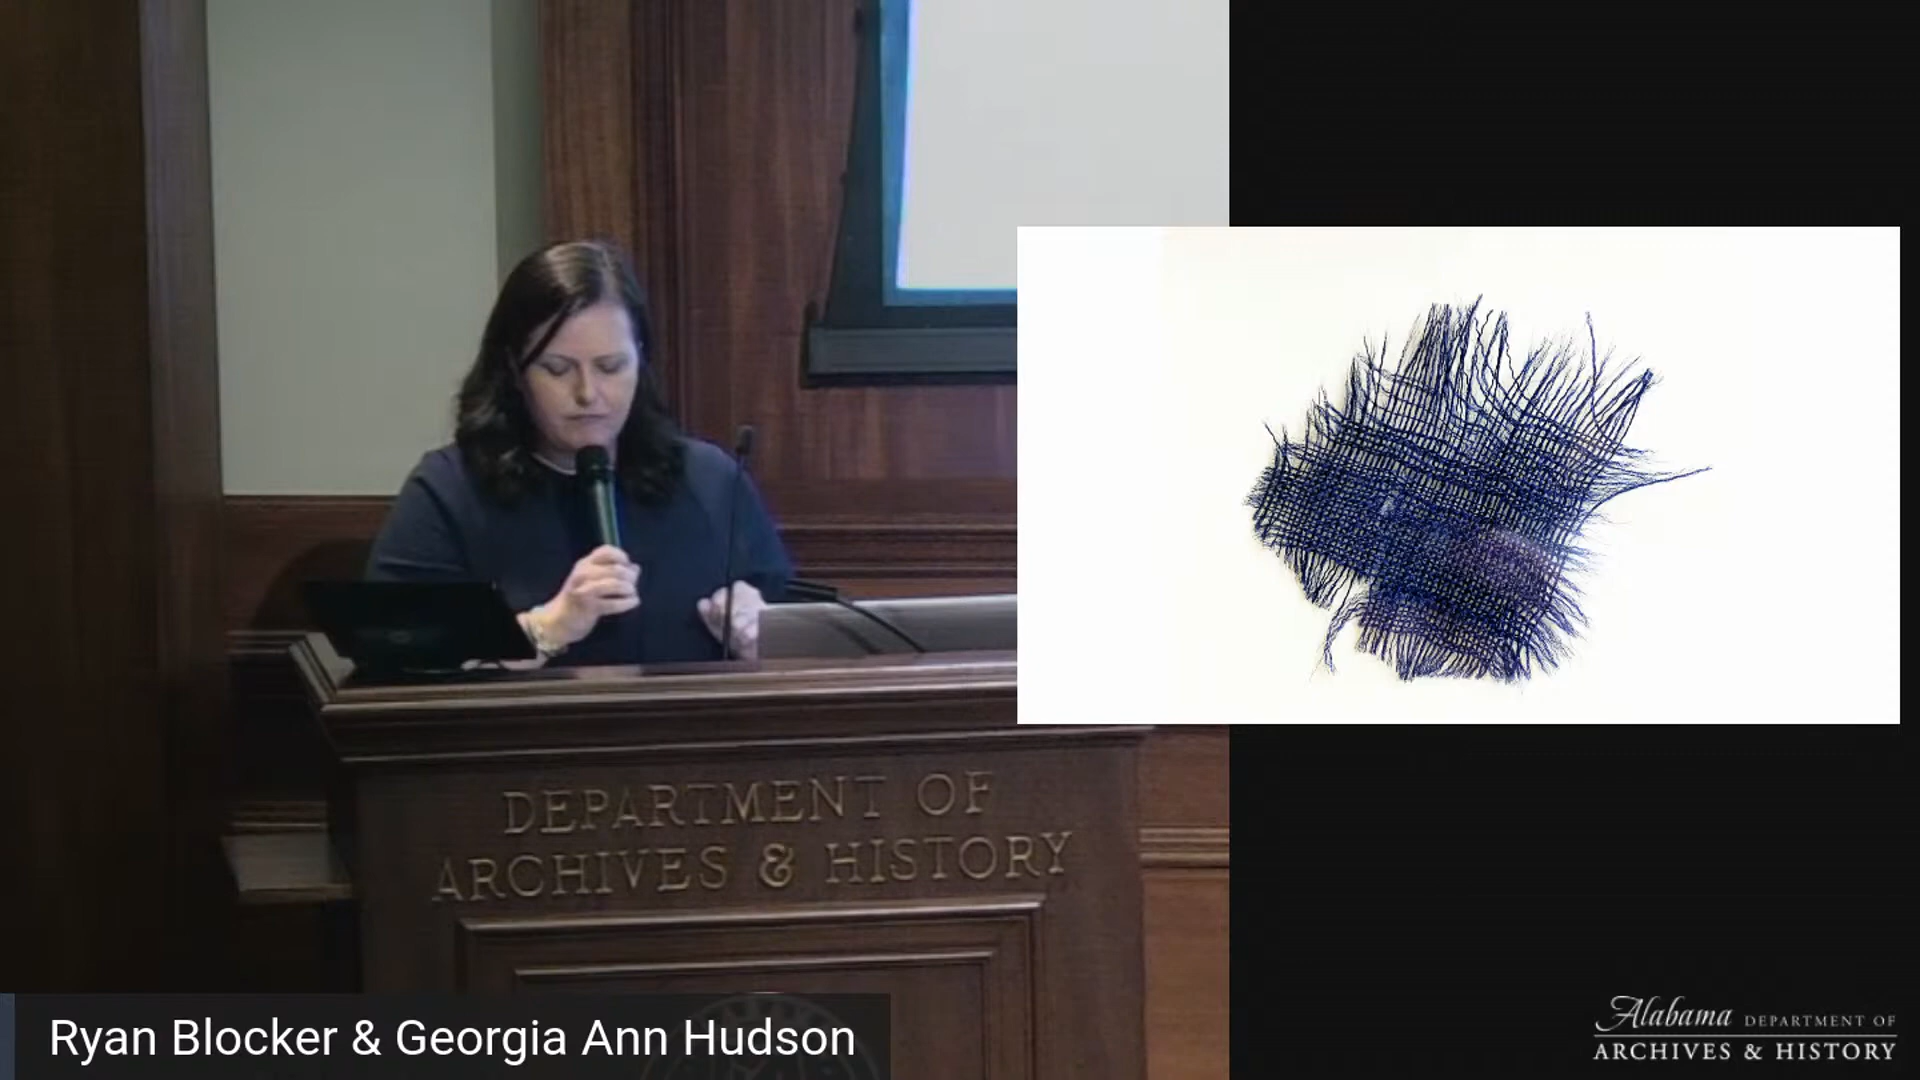 DEPARTMENT OF
ARCHIVES & HISTORY
Ryan Blocker & Georgia Ann Hudson
Alabama DEPARTMENT OF
ARCHIVES & HISTORY